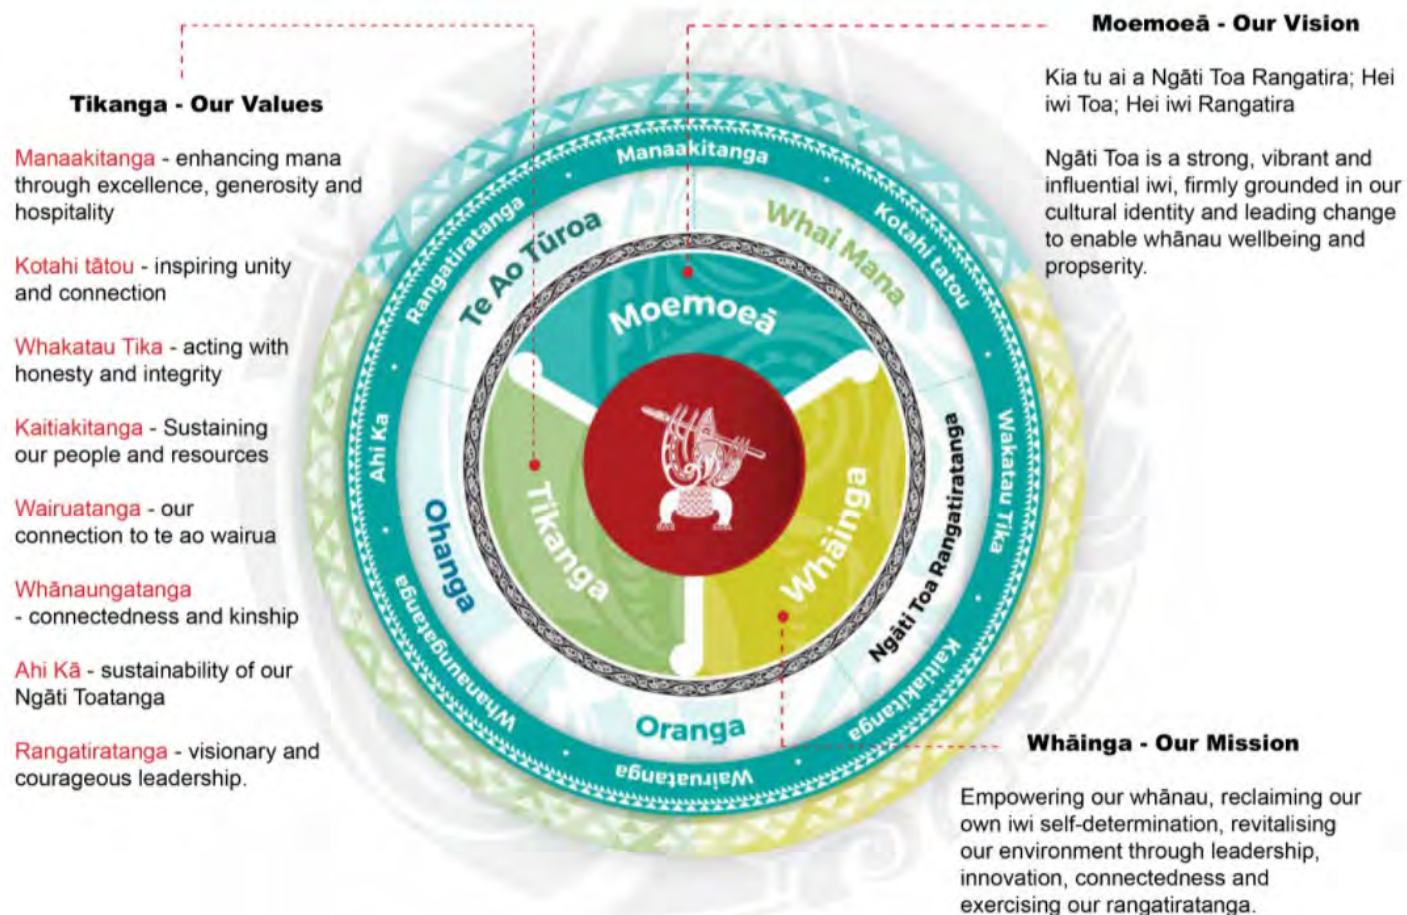 Moemoeā - Our Vision
Kia tu ai a Ngāti Toa Rangatira; Hei
iwi Toa; Hei iwi Rangatira
Ngāti Toa is a strong, vibrant and
influential iwi, firmly grounded in our
cultural identity and leading change
to enable whānau wellbeing and
propserity.
Tikanga - Our Values
Manaakitanga - enhancing mana
through excellence, generosity and
hospitality
Kotahi tātou - inspiring unity
and connection
Whakatau Tika - acting with
honesty and integrity
Kaitiakitanga - Sustaining
our people and resources
Wairuatanga - our
connection to te ao wairua
Whānaungatanga
- connectedness and kinship
Ahi Kā - sustainability of our
Ngāti Toatanga
Rangatiratanga - visionary and
courageous leadership.
Manaakitanga
Kotahi tatou
Wakatau Tika
Kaitiakitanga
Wairuatanga
Whanaungatanga
Ahi Ka
Rangatiratanga
Te Ao Tūroa
Whai Mana
Ngāti Toa Rangatiratanga
Oranga
Ohanga
Moemoeā
Whāinga
Tikanga
Whāinga - Our Mission
Empowering our whānau, reclaiming our
own iwi self-determination, revitalising
our environment through leadership,
innovation, connectedness and
exercising our rangatiratanga.